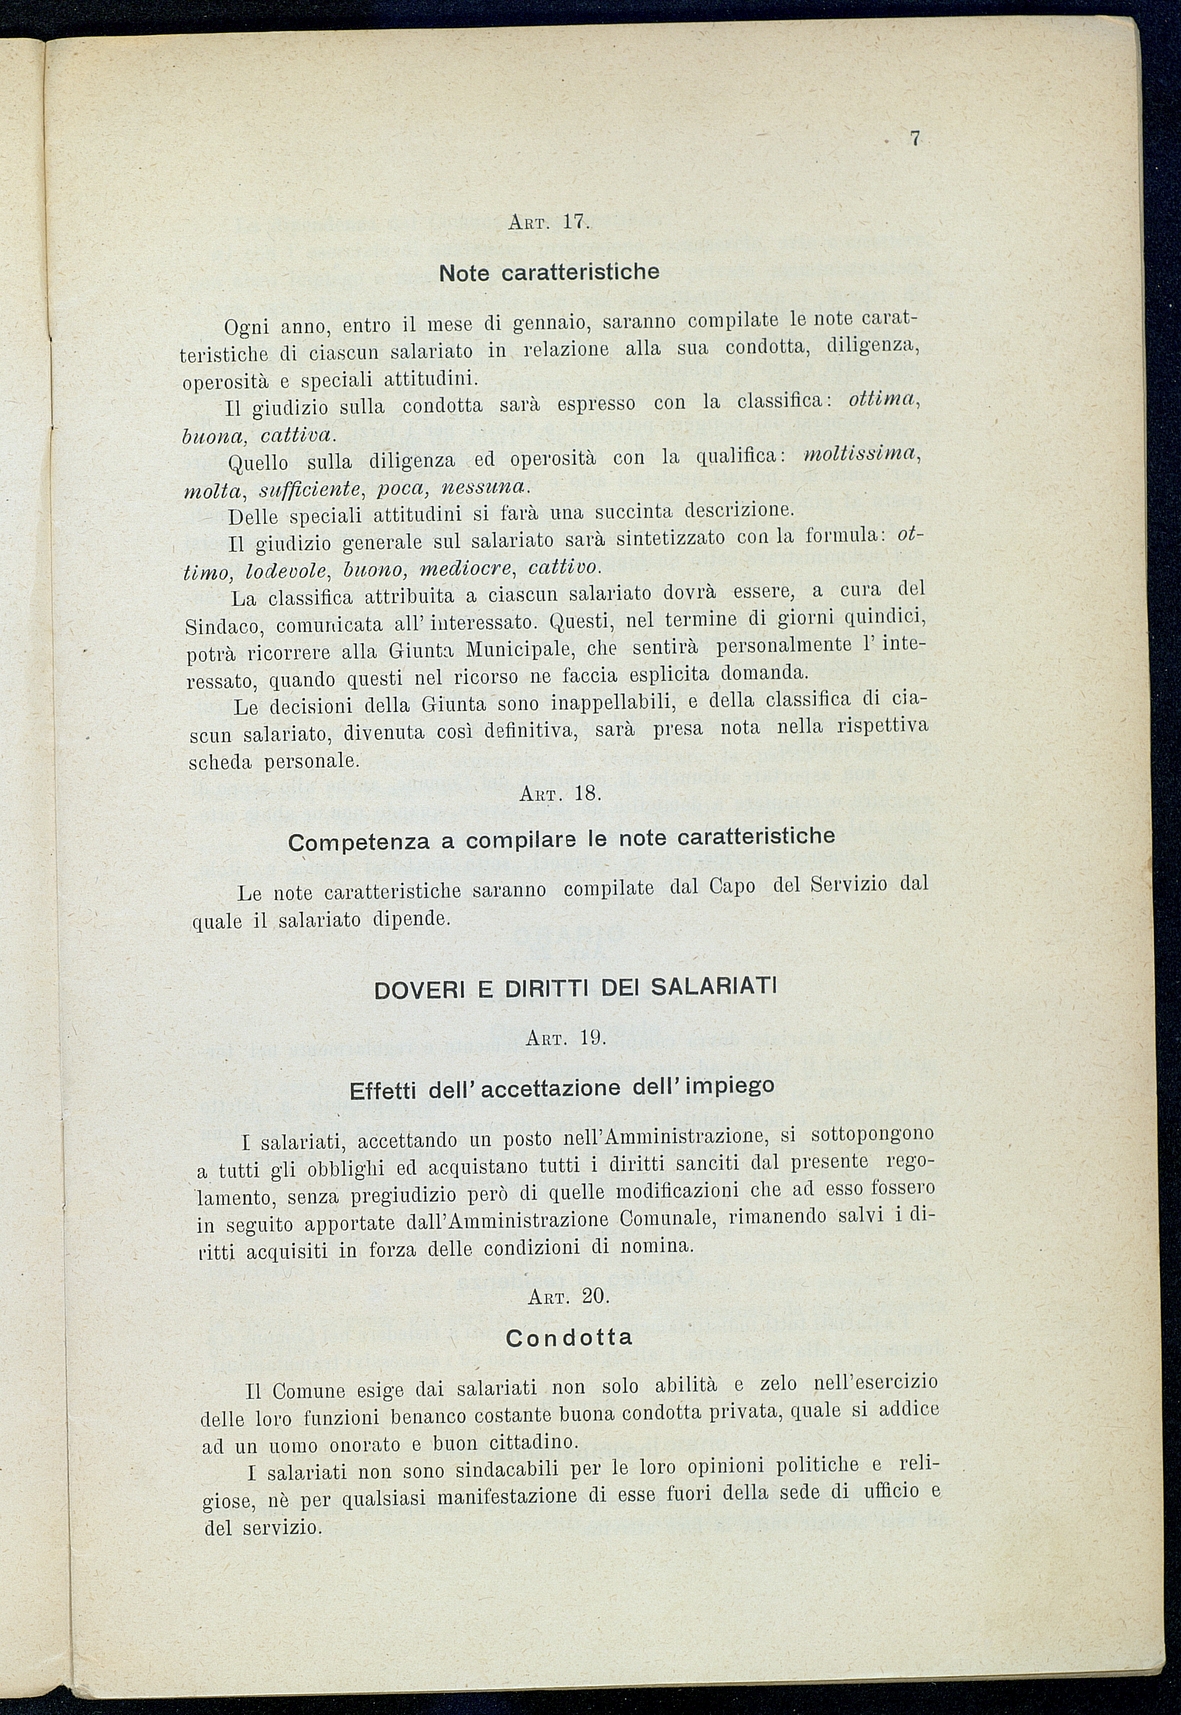 7
ART. 17.
Note caratteristiche
Ogni anno, entro il mese di gennaio, saranno compilate le note carat-
teristiche di ciascun salariato in relazione alla sua condotta, diligenza,
operosità e speciali attitudini.
Il giudizio sulla condotta sarà espresso con la classifica: ottima,
buona, cattiva.
Quello sulla diligenza ed operosità con la qualifica: moltissima,
molta, sufficiente, poca, nessuna.
Delle speciali attitudini si farà una succinta descrizione.
Il giudizio generale sul salariato sarà sintetizzato con la formula: ot-
timo, lodevole, buono, mediocre, cattivo.
La classifica attribuita a ciascun salariato dovrà essere, a cura del
Sindaco, comunicata all' interessato. Questi, nel termine di giorni quindici,
potrà ricorrere alla Giunta Municipale, che sentirà personalmente l' inte-
ressato, quando questi nel ricorso ne faccia esplicita domanda.
Le decisioni della Giunta sono inappellabili, e della classifica di cia-
scun salariato, divenuta così definitiva, sarà presa nota nella rispettiva
scheda personale.
ART. 18.
Competenza a compilare le note caratteristiche
Le note caratteristiche saranno compilate dal Capo del Servizio dal
quale il salariato dipende.
DOVERI E DIRITTI DEI SALARIATI
ART. 19.
Effetti dell' accettazione dell' impiego
I salariati, accettando un posto nell'Amministrazione, si sottopongono
a tutti gli obblighi ed acquistano tutti i diritti sanciti dal presente rego-
lamento, senza pregiudizio però di quelle modificazioni che ad esso fossero
in seguito apportate dall'Amministrazione Comunale, rimanendo salvi i di-
ritti acquisiti in forza delle condizioni di nomina.
ART. 20.
Condotta
Il Comune esige dai salariati non solo abilità e zelo nell'esercizio
delle loro funzioni benanco costante buona condotta privata, quale si addice
ad un uomo onorato e buon cittadino.
I salariati non sono sindacabili per le loro opinioni politiche e reli-
giose, nè per qualsiasi manifestazione di esse fuori della sede di ufficio e
del servizio.